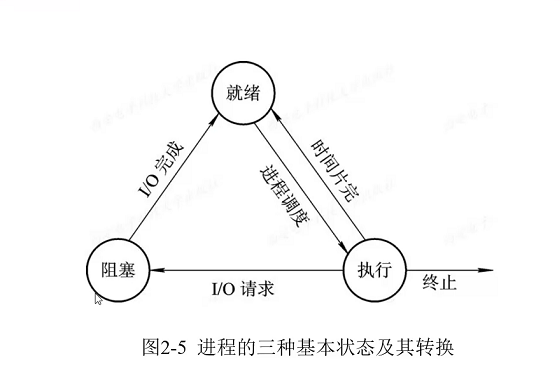 就绪
I/O 完成
进程调度
时间片完
阻塞
执行
I/O 请求
终止
图2-5 进程的三种基本状态及其转换